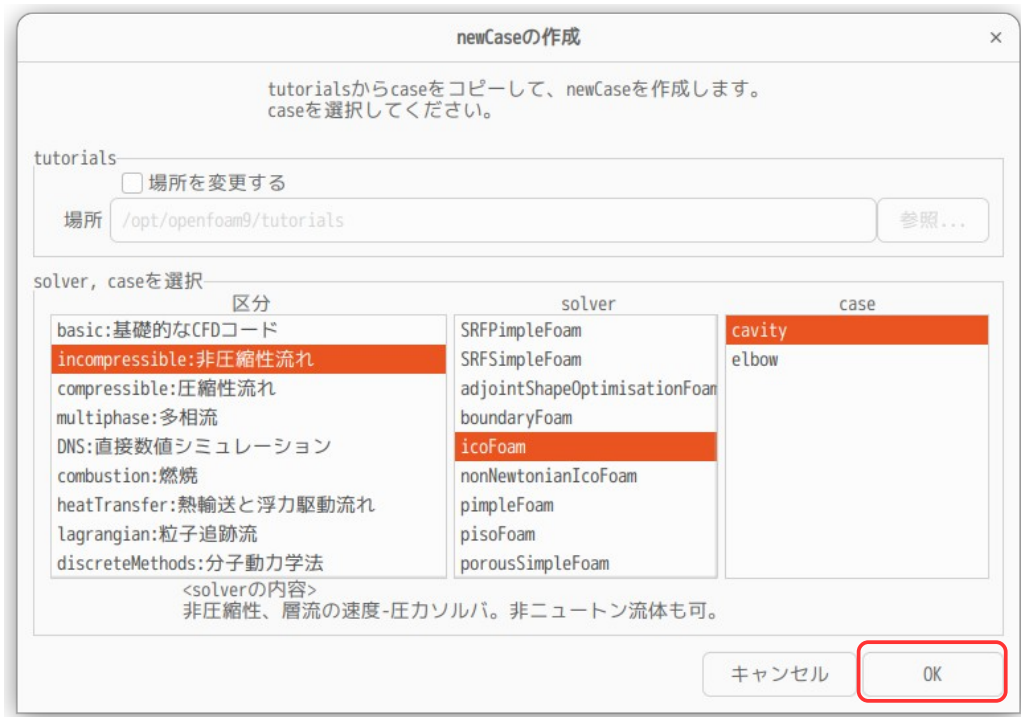 newCaseの作成
×
tutorialsからcaseをコピーして、newCaseを作成します。
caseを選択してください。
tutorials
場所を変更する
場所 /opt/openfoam9/tutorials 参照...
solver, caseを選択
区分 solver case
basic:基礎的なCFDコード SRFPimpleFoam cavity
incompressible:非圧縮性流れ SRFSimpleFoam elbow
compressible:圧縮性流れ adjointShapeOptimisationFoam
multiphase:多相流 boundaryFoam
DNS:直接数値シミュレーション icoFoam
combustion:燃焼 nonNewtonianIcoFoam
heatTransfer:熱輸送と浮力駆動流れ pimpleFoam
lagrangian:粒子追跡流 pisoFoam
discreteMethods:分子動力学法 porousSimpleFoam
<solverの内容>
非圧縮性、層流の速度-圧力ソルバ。非ニュートン流体も可。
キャンセル OK